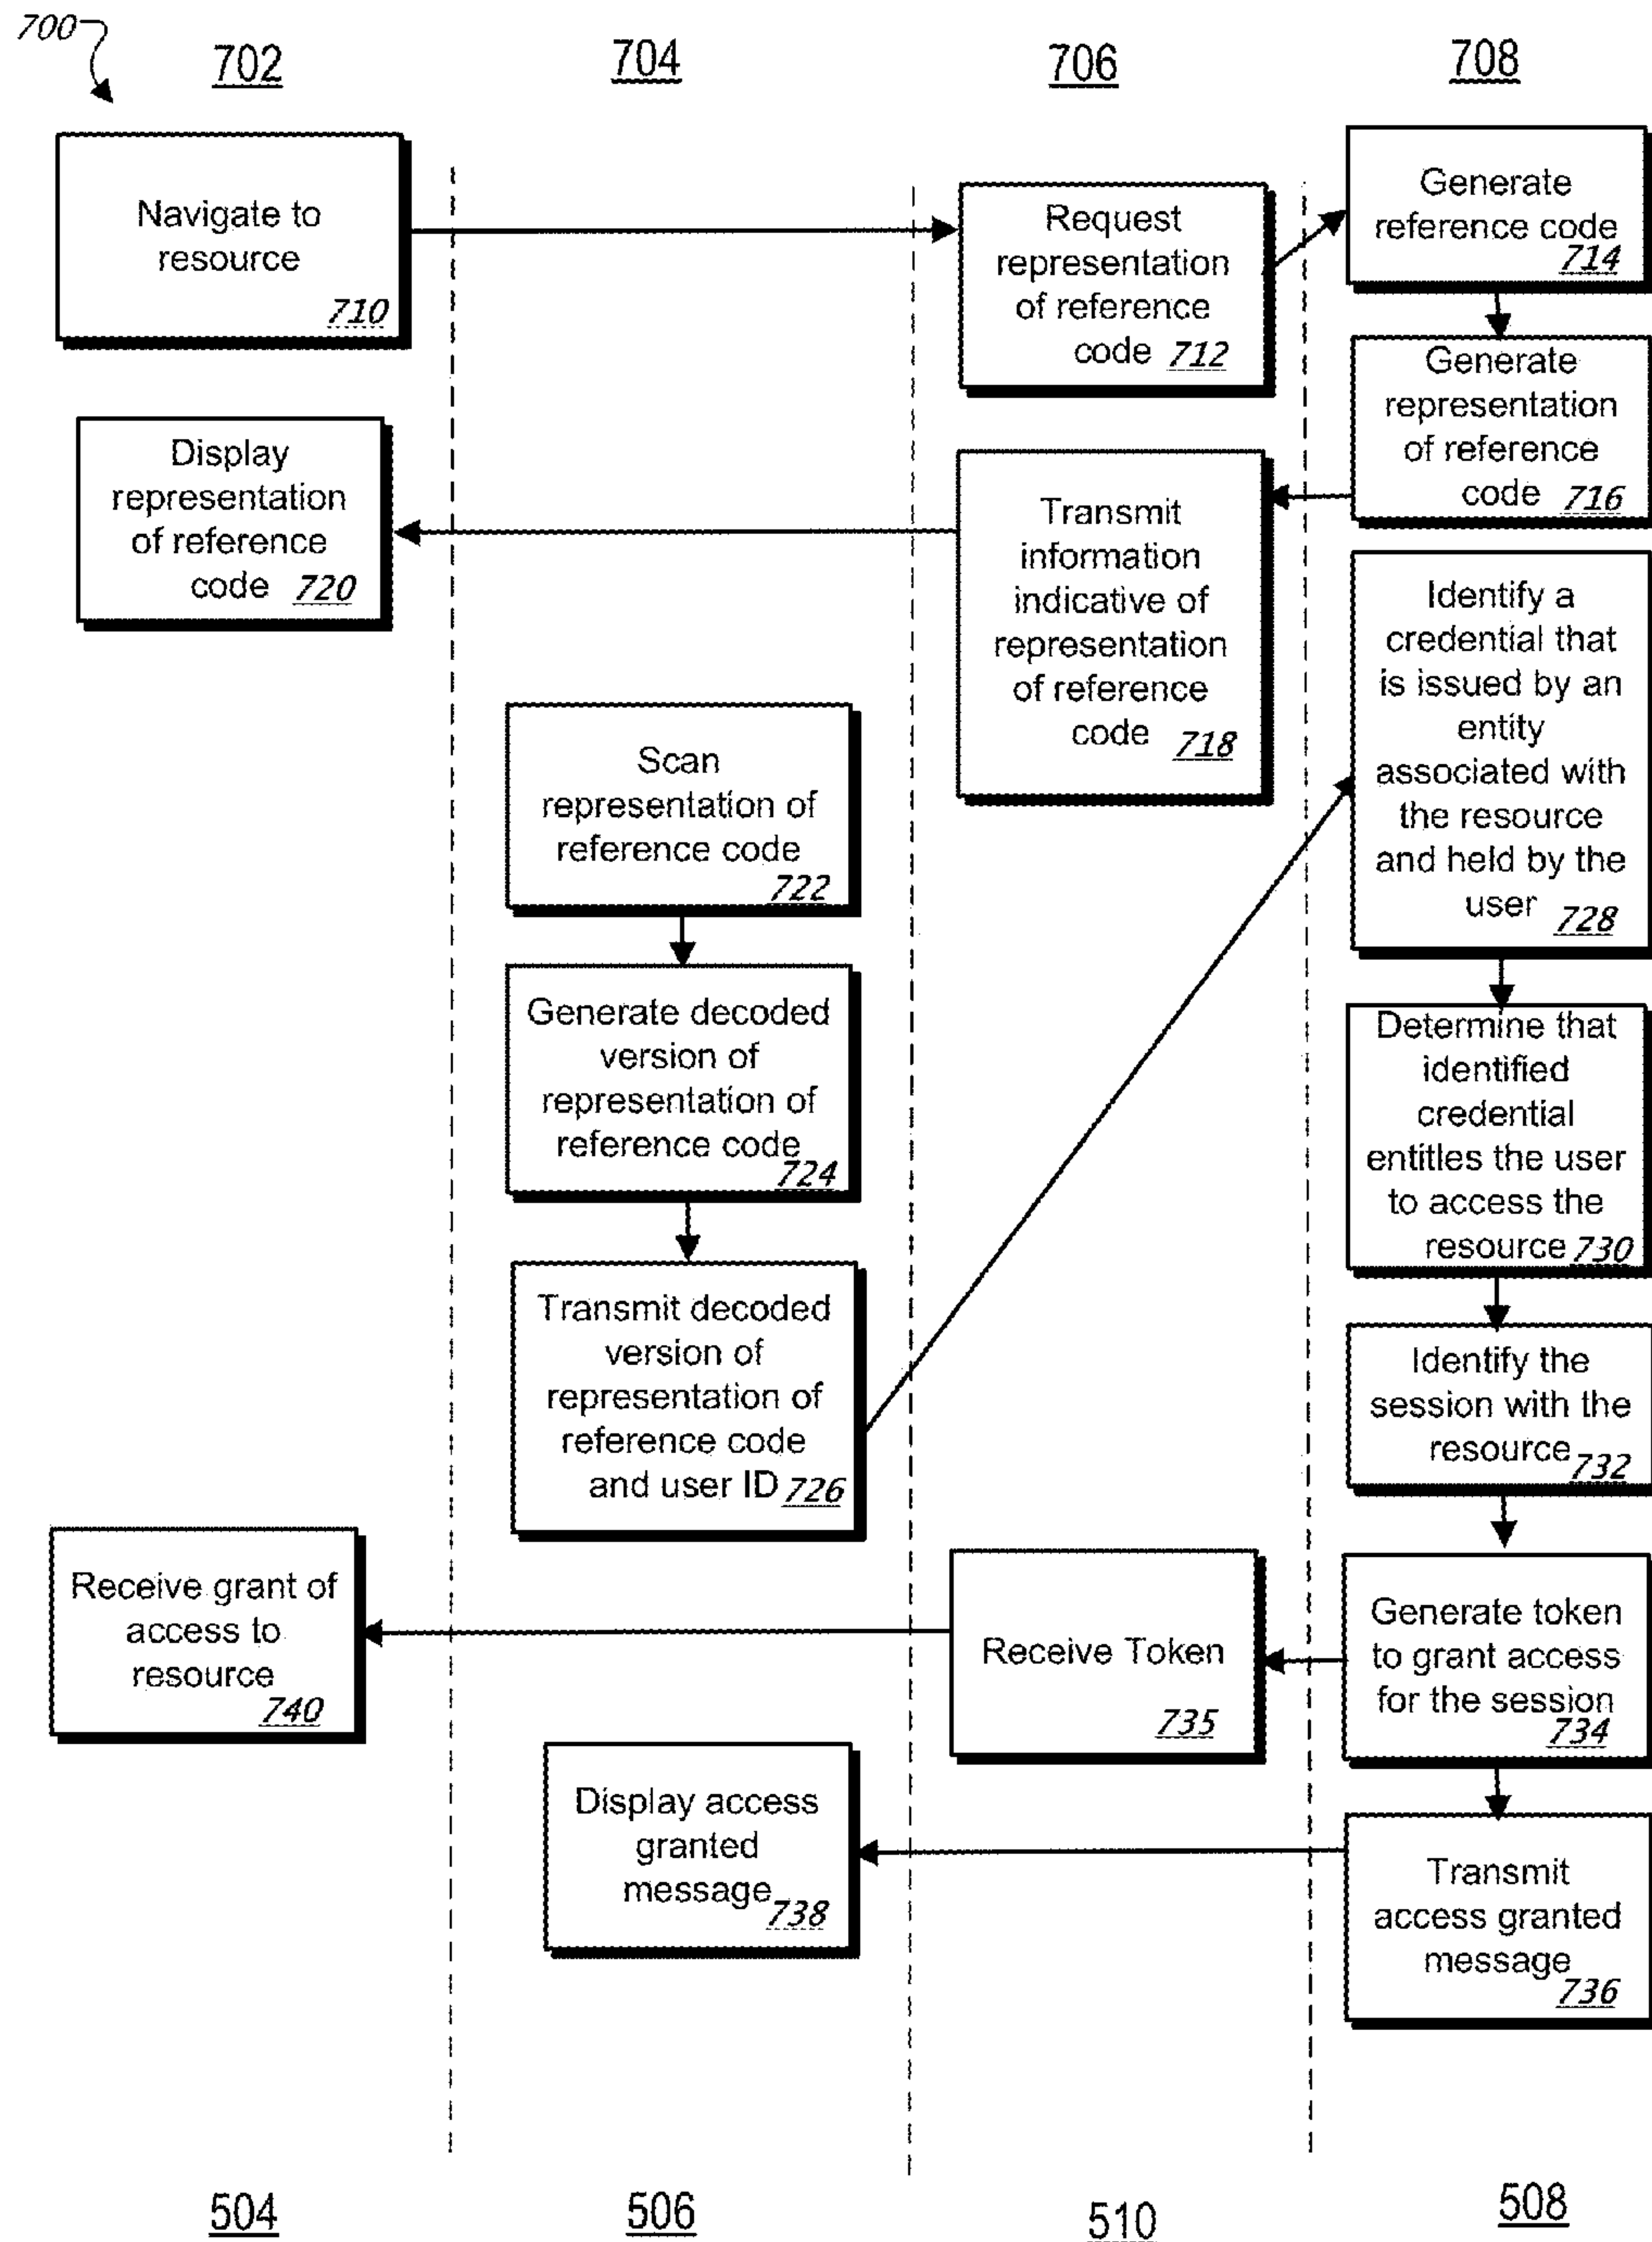 700
702
704
706
708
Navigate to
resource
710
Request
representation
of reference
code 712
Generate
reference code
714
Generate
representation
of reference
code 716
Transmit
information
indicative of
representation
of reference
code 718
Display
representation
of reference
code 720
Scan
representation of
reference code
722
Generate decoded
version of
representation of
reference code
724
Transmit decoded
version of
representation of
reference code
and user ID 726
Identify a
credential that
is issued by an
entity
associated with
the resource
and held by the
user 728
Determine that
identified
credential
entitles the user
to access the
resource 730
Identify the
session with the
resource 732
Generate token
to grant access
for the session
734
Receive Token
735
Receive grant of
access to
resource
740
Transmit
access granted
message
736
Display access
granted
message
738
504
506
510
508